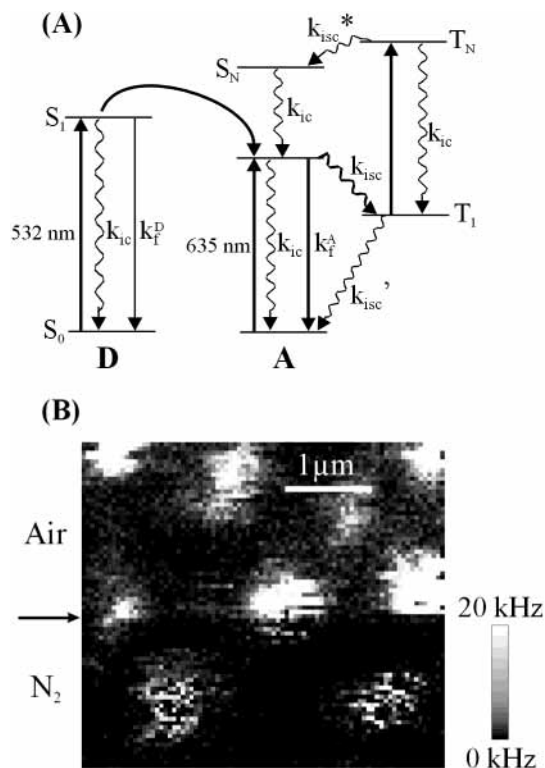 (A)
k_isc *
T_N
S_N
k_ic
k_ic
S_1
k_isc
532 nm
k_ic
k_f^D
635 nm
k_ic
k_f^A
T_1
k_isc '
S_0
D
A
(B)
1μm
Air
20 kHz
N_2
0 kHz